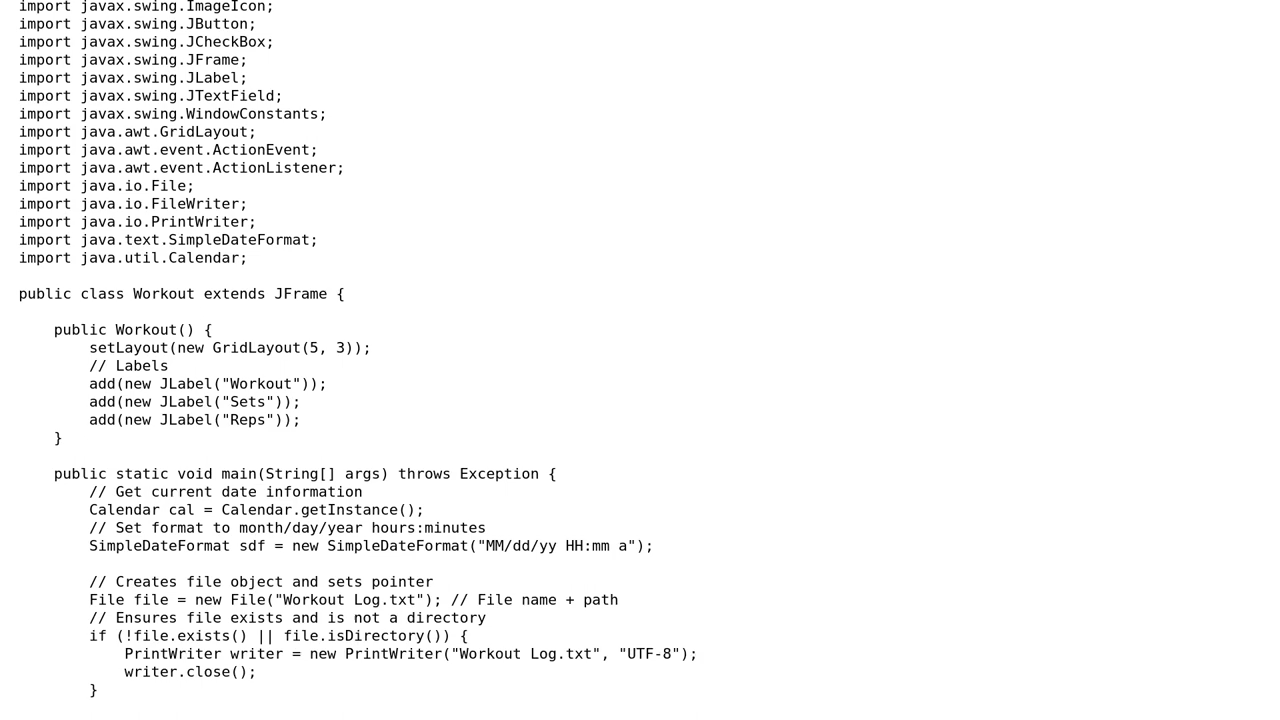 import javax.swing.ImageIcon;
import javax.swing.JButton;
import javax.swing.JCheckBox;
import javax.swing.JFrame;
import javax.swing.JLabel;
import javax.swing.JTextField;
import javax.swing.WindowConstants;
import java.awt.GridLayout;
import java.awt.event.ActionEvent;
import java.awt.event.ActionListener;
import java.io.File;
import java.io.FileWriter;
import java.io.PrintWriter;
import java.text.SimpleDateFormat;
import java.util.Calendar;

public class Workout extends JFrame {

    public Workout() {
        setLayout(new GridLayout(5, 3));
        // Labels
        add(new JLabel("Workout"));
        add(new JLabel("Sets"));
        add(new JLabel("Reps"));
    }

    public static void main(String[] args) throws Exception {
        // Get current date information
        Calendar cal = Calendar.getInstance();
        // Set format to month/day/year hours:minutes
        SimpleDateFormat sdf = new SimpleDateFormat("MM/dd/yy HH:mm a");

        // Creates file object and sets pointer
        File file = new File("Workout Log.txt"); // File name + path
        // Ensures file exists and is not a directory
        if (!file.exists() || file.isDirectory()) {
            PrintWriter writer = new PrintWriter("Workout Log.txt", "UTF-8");
            writer.close();
        }